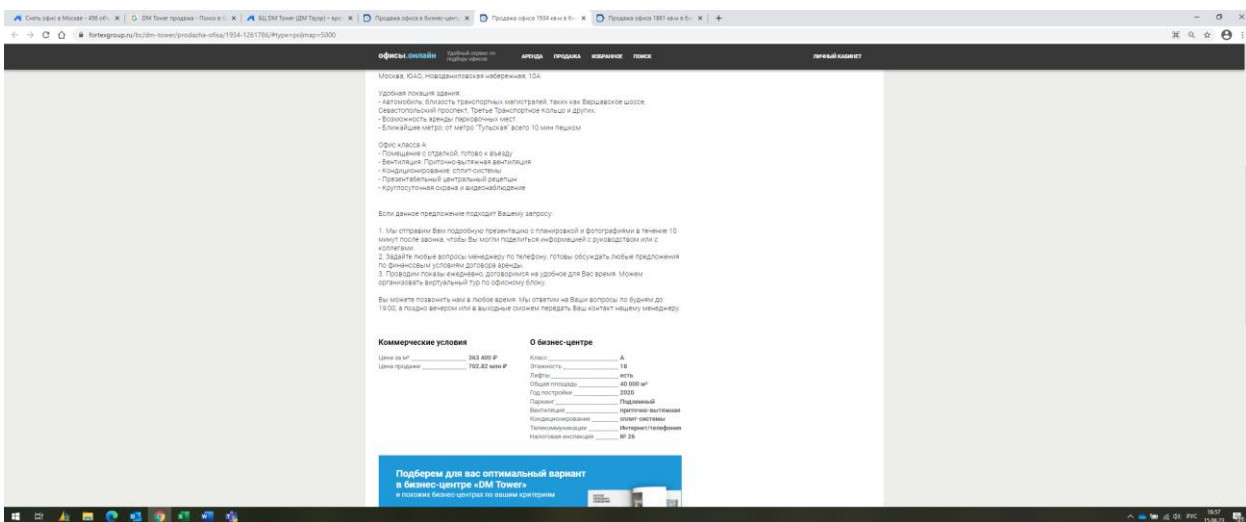 Снять офис в Москве - 498 объ
DM Tower продажа - Поиск в G
БЦ DM Tower (ДМ Тауэр) – аре
Продажа офиса в бизнес-центр
Продажа офиса 1934 кв.м в Би
Продажа офиса 1881 кв.м в Би
fortexgroup.ru/bc/dm-tower/prodazha-ofisa/1934-1261786/#type=po|map=5000
офисы.онлайн
Удобный сервис по
подбору офисов
АРЕНДА ПРОДАЖА ИЗБРАННОЕ ПОИСК
ЛИЧНЫЙ КАБИНЕТ
Москва, ЮАО, Новоданиловская набережная, 10А
Удобная локация здания:
- Автомобиль: близость транспортных магистралей, таких как Варшавское шоссе,
Севастопольский проспект, Третье Транспортное Кольцо и других.
- Возможность аренды парковочных мест.
- Ближайшее метро: от метро "Тульская" всего 10 мин пешком
Офис класса А:
- Помещение с отделкой, готово к въезду
- Вентиляция: Приточно-вытяжная вентиляция
- Кондиционирование: сплит-системы
- Презентабельный центральный рецепшн
- Круглосуточная охрана и видеонаблюдение
Если данное предложение подходит Вашему запросу:
1. Мы отправим Вам подробную презентацию с планировкой и фотографиями в течение 10
минут после звонка, чтобы Вы могли поделиться информацией с руководством или с
коллегами.
2. Задайте любые вопросы менеджеру по телефону, готовы обсуждать любые предложения
по финансовым условиям договора аренды.
3. Проводим показы ежедневно, договоримся на удобное для Вас время. Можем
организовать виртуальный тур по офисному блоку.
Вы можете позвонить нам в любое время. Мы ответим на Ваши вопросы по будням до
19:00, а поздно вечером или в выходные сможем передать Ваш контакт нашему менеджеру.
Коммерческие условия
Цена за м² 363 400 ₽
Цена продажи 702.82 млн ₽
О бизнес-центре
Класс A
Этажность 18
Лифты есть
Общая площадь 40 000 м²
Год постройки 2020
Паркинг Подземный
Вентиляция приточно-вытяжная
Кондиционирование сплит-системы
Телекоммуникации Интернет/телефония
Налоговая инспекция № 26
Подберем для вас оптимальный вариант
в бизнес-центре «DM Tower»
и похожих бизнес-центрах по вашим критериям
РУС
16:57
15.08.23